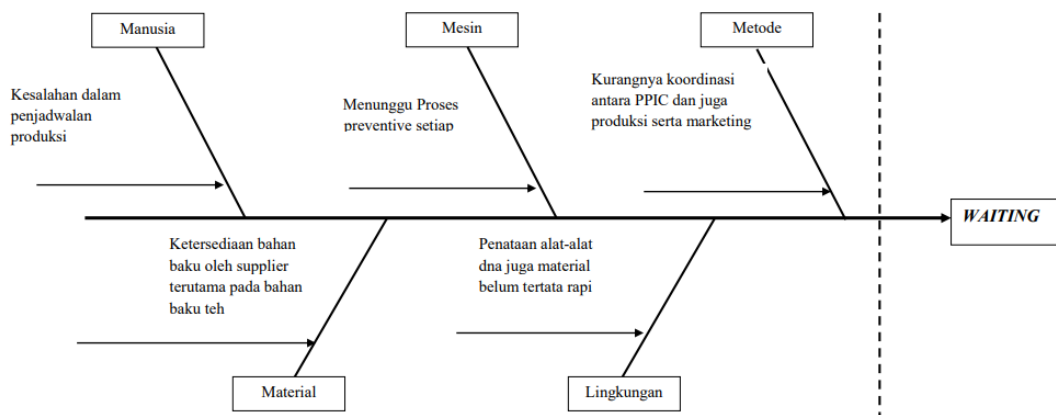 Manusia
Mesin
Metode
Kesalahan dalam
penjadwalan
produksi
Menunggu Proses
preventive setiap
Kurangnya koordinasi
antara PPIC dan juga
produksi serta marketing
WAITING
Ketersediaan bahan
baku oleh supplier
terutama pada bahan
baku teh
Penataan alat-alat
dna juga material
belum tertata rapi
Material
Lingkungan